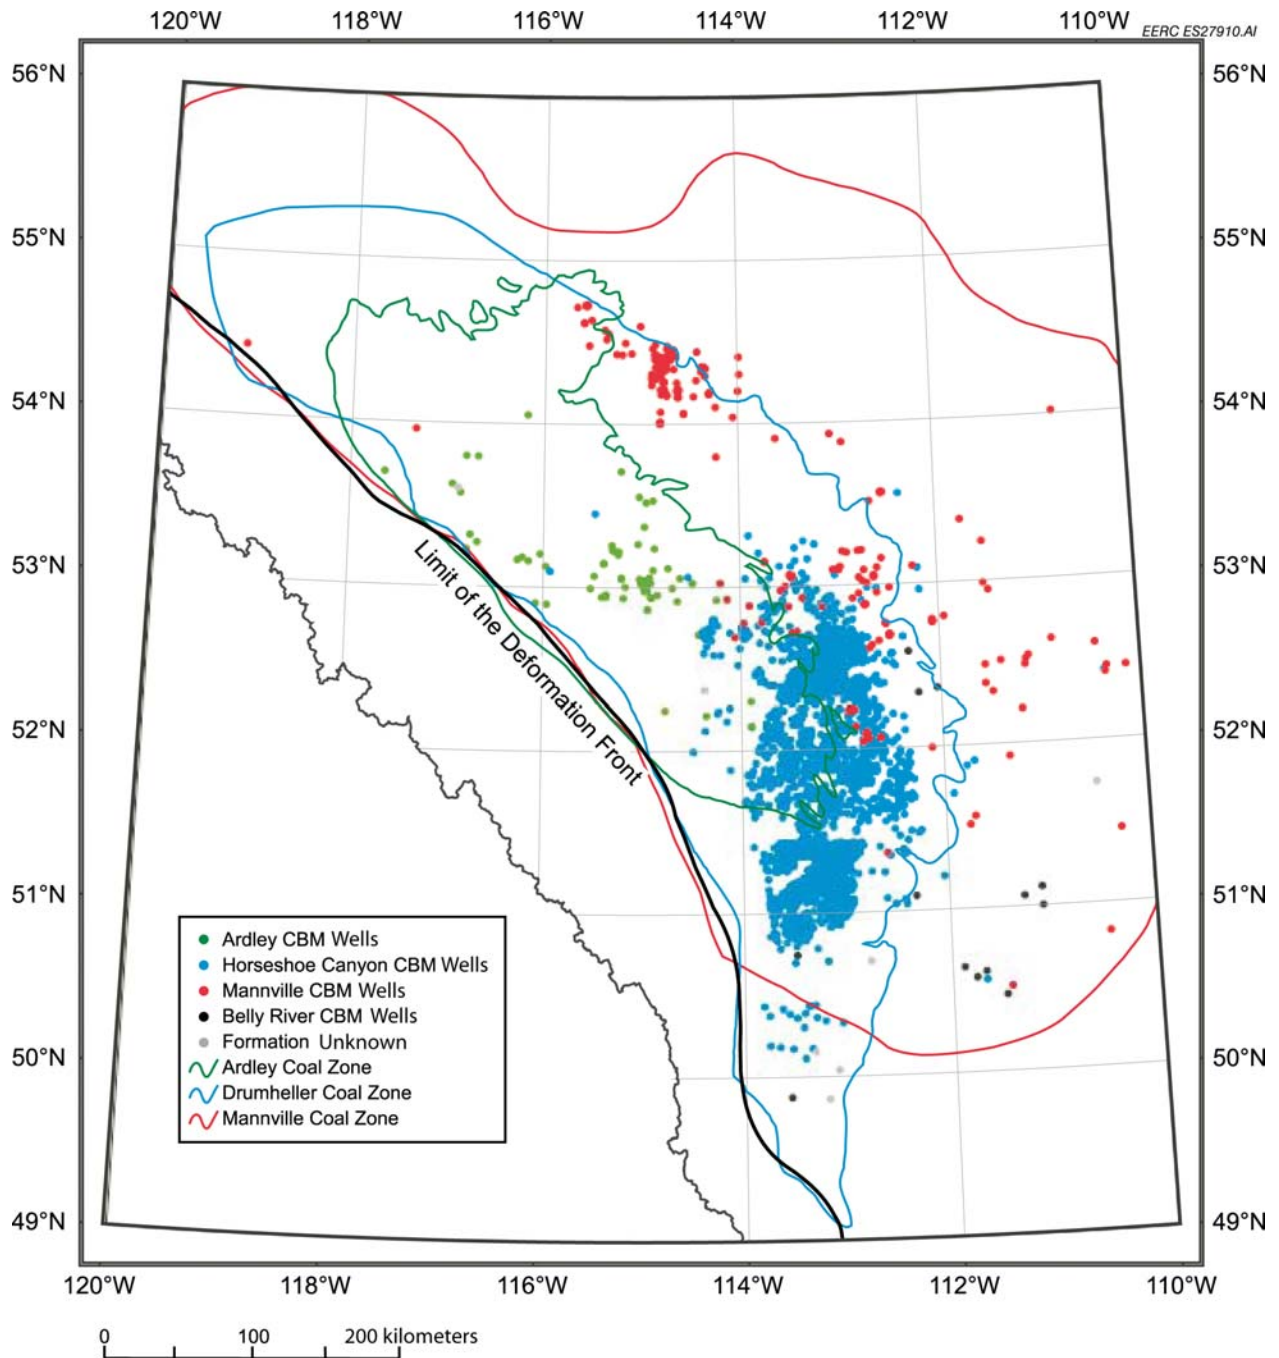 120°W 118°W 116°W 114°W 112°W 110°W
EERC ES27910.AI
56°N 56°N
55°N 55°N
54°N 54°N
53°N 53°N
Limit of the Deformation Front
52°N 52°N
51°N 51°N
Ardley CBM Wells
Horseshoe Canyon CBM Wells
Mannville CBM Wells
Belly River CBM Wells
Formation Unknown
50°N 50°N
Ardley Coal Zone
Drumheller Coal Zone
Mannville Coal Zone
49°N 49°N
120°W 118°W 116°W 114°W 112°W 110°W
0 100 200 kilometers